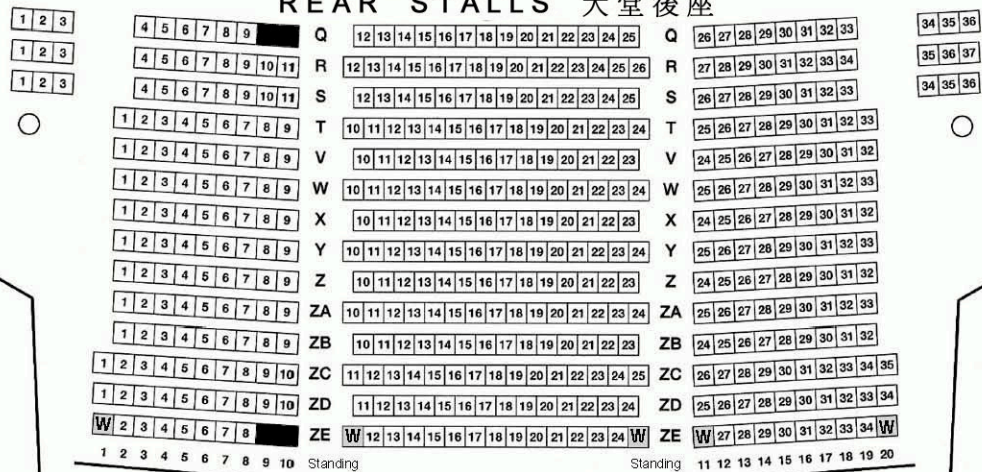 REAR STALLS 大堂後座
1 2 3 4 5 6 7 8 9 Q 12 13 14 15 16 17 18 19 20 21 22 23 24 25 Q 26 27 28 29 30 31 32 33 34 35 36
1 2 3 4 5 6 7 8 9 10 11 R 12 13 14 15 16 17 18 19 20 21 22 23 24 25 26 R 27 28 29 30 31 32 33 34 35 36 37
1 2 3 4 5 6 7 8 9 10 11 S 12 13 14 15 16 17 18 19 20 21 22 23 24 25 S 26 27 28 29 30 31 32 33 34 35 36
1 2 3 4 5 6 7 8 9 T 10 11 12 13 14 15 16 17 18 19 20 21 22 23 24 T 25 26 27 28 29 30 31 32 33
1 2 3 4 5 6 7 8 9 V 10 11 12 13 14 15 16 17 18 19 20 21 22 23 V 24 25 26 27 28 29 30 31 32
1 2 3 4 5 6 7 8 9 W 10 11 12 13 14 15 16 17 18 19 20 21 22 23 24 W 25 26 27 28 29 30 31 32 33
1 2 3 4 5 6 7 8 9 X 10 11 12 13 14 15 16 17 18 19 20 21 22 23 X 24 25 26 27 28 29 30 31 32
1 2 3 4 5 6 7 8 9 Y 10 11 12 13 14 15 16 17 18 19 20 21 22 23 24 Y 25 26 27 28 29 30 31 32 33
1 2 3 4 5 6 7 8 9 Z 10 11 12 13 14 15 16 17 18 19 20 21 22 23 Z 24 25 26 27 28 29 30 31 32
1 2 3 4 5 6 7 8 9 ZA 10 11 12 13 14 15 16 17 18 19 20 21 22 23 24 ZA 25 26 27 28 29 30 31 32 33
1 2 3 4 5 6 7 8 9 ZB 10 11 12 13 14 15 16 17 18 19 20 21 22 23 ZB 24 25 26 27 28 29 30 31 32
1 2 3 4 5 6 7 8 9 10 ZC 11 12 13 14 15 16 17 18 19 20 21 22 23 24 25 ZC 26 27 28 29 30 31 32 33 34 35
1 2 3 4 5 6 7 8 9 10 ZD 11 12 13 14 15 16 17 18 19 20 21 22 23 24 ZD 25 26 27 28 29 30 31 32 33 34
W 2 3 4 5 6 7 8 ZE W 12 13 14 15 16 17 18 19 20 21 22 23 24 W ZE W 27 28 29 30 31 32 33 34 W
1 2 3 4 5 6 7 8 9 10 Standing Standing 11 12 13 14 15 16 17 18 19 20